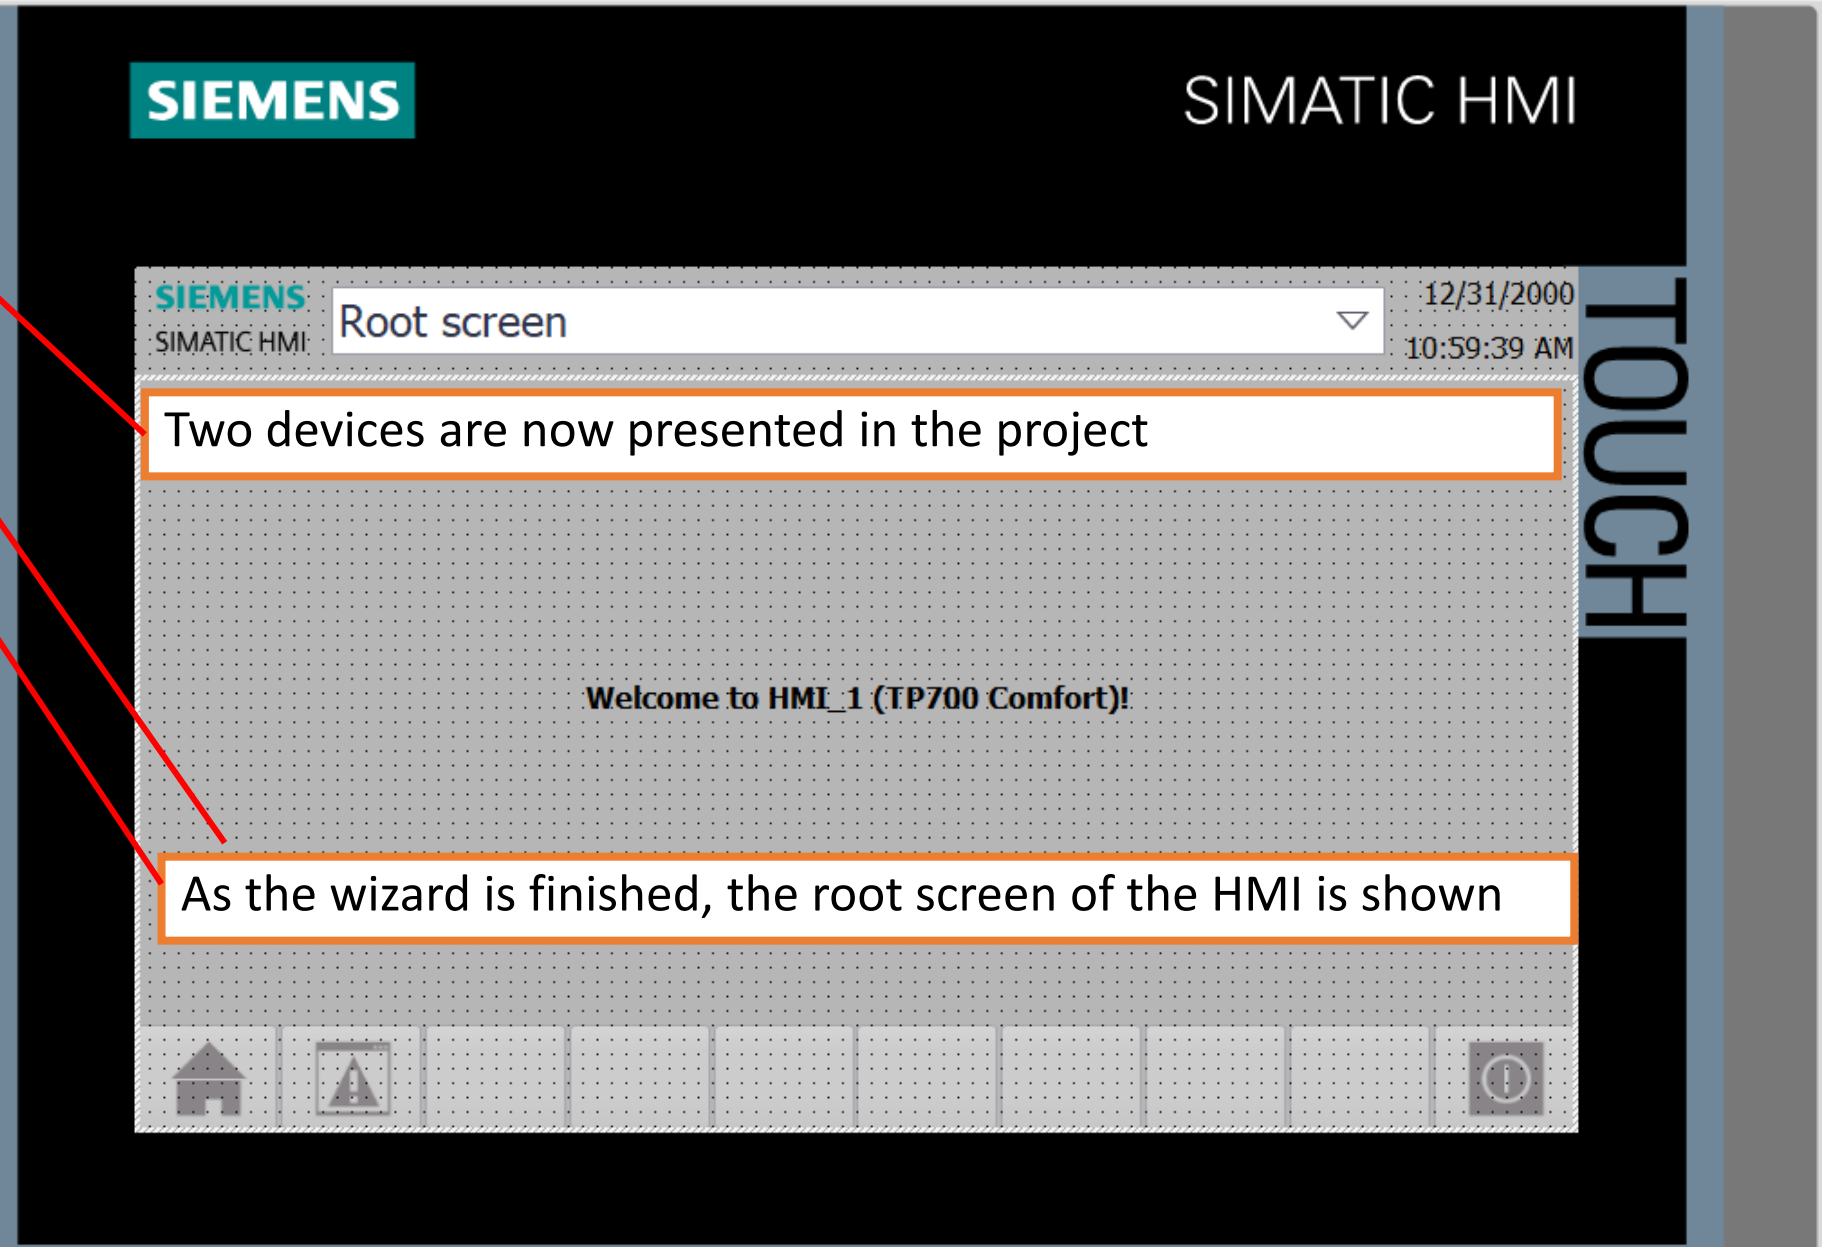 SIEMENS
SIMATIC HMI
SIEMENS
SIMATIC HMI
Root screen
12/31/2000
10:59:39 AM
TOUCH
Two devices are now presented in the project
Welcome to HMI_1 (TP700 Comfort)!
As the wizard is finished, the root screen of the HMI is shown